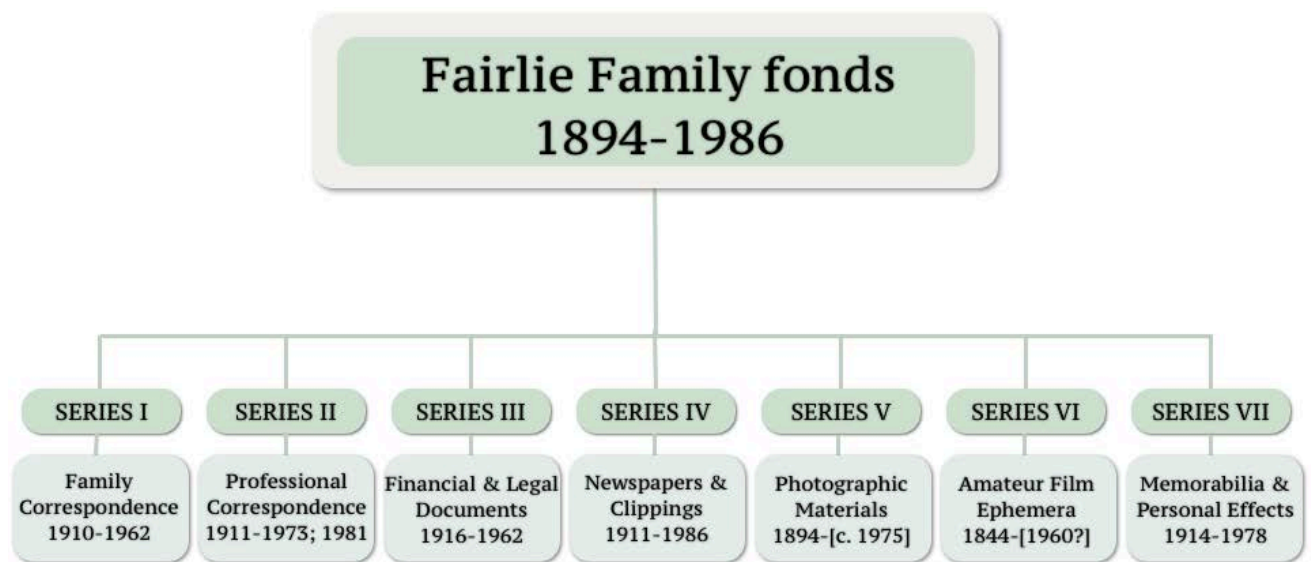 Fairlie Family fonds
1894-1986
SERIES I
SERIES II
SERIES III
SERIES IV
SERIES V
SERIES VI
SERIES VII
Family
Correspondence
1910-1962
Professional
Correspondence
1911-1973; 1981
Financial & Legal
Documents
1916-1962
Newspapers &
Clippings
1911-1986
Photographic
Materials
1894-[c. 1975]
Amateur Film
Ephemera
1844-[1960?]
Memorabilia &
Personal Effects
1914-1978